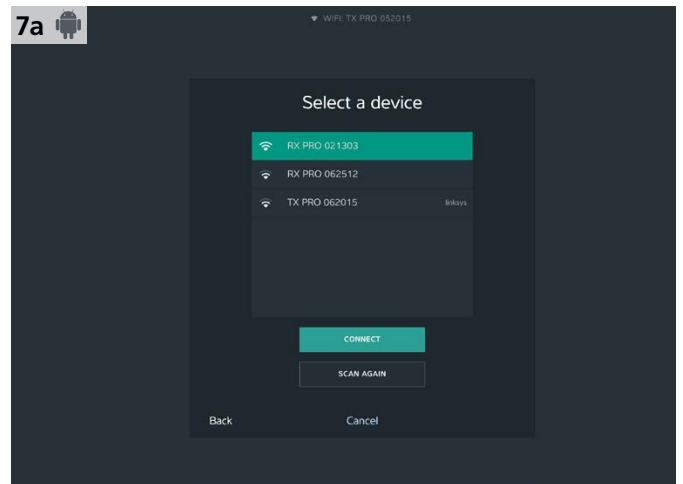 7a
WIFI: TX PRO 052015
Select a device
RX PRO 021303
RX PRO 062512
TX PRO 062015 linksys
CONNECT
SCAN AGAIN
Back Cancel